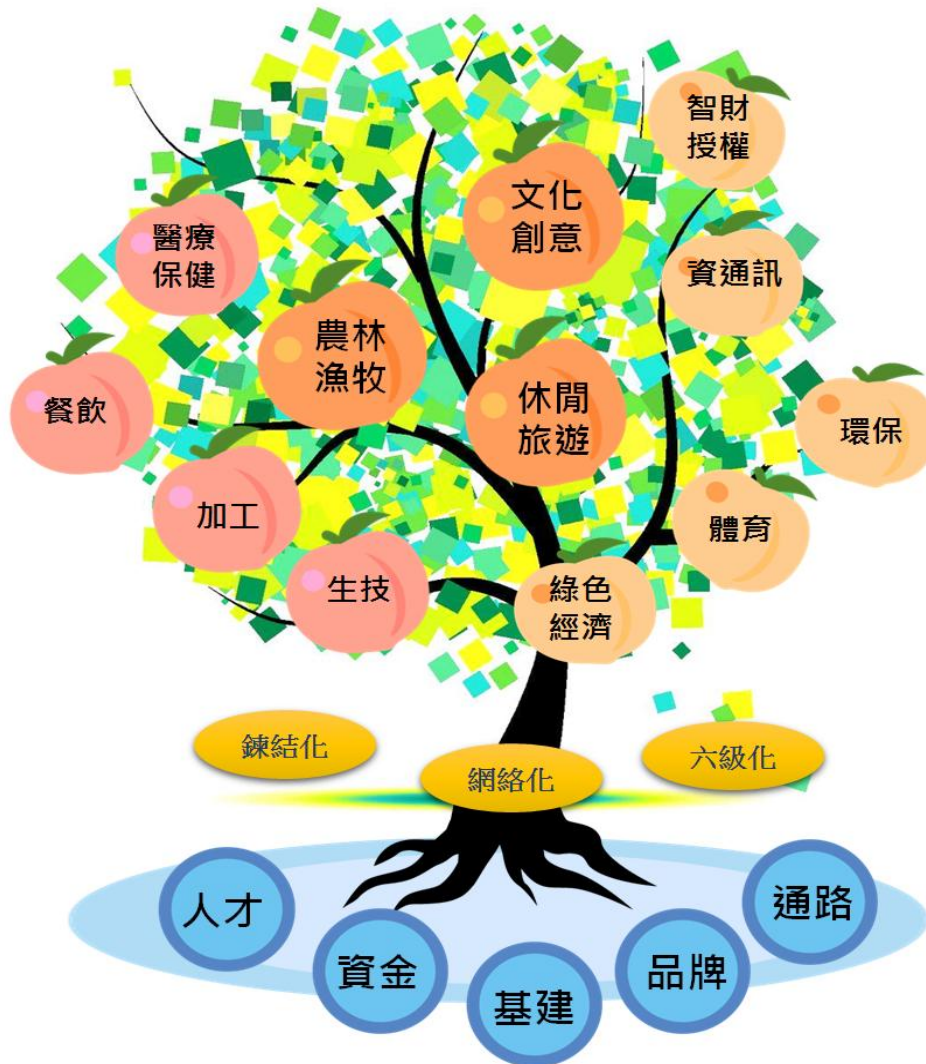 智財
授權
文化
創意
醫療
保健
資通訊
農林
漁牧
休閒
旅遊
餐飲
環保
加工
體育
生技
綠色
經濟
鍊結化
網絡化
六級化
人才
資金
基建
品牌
通路